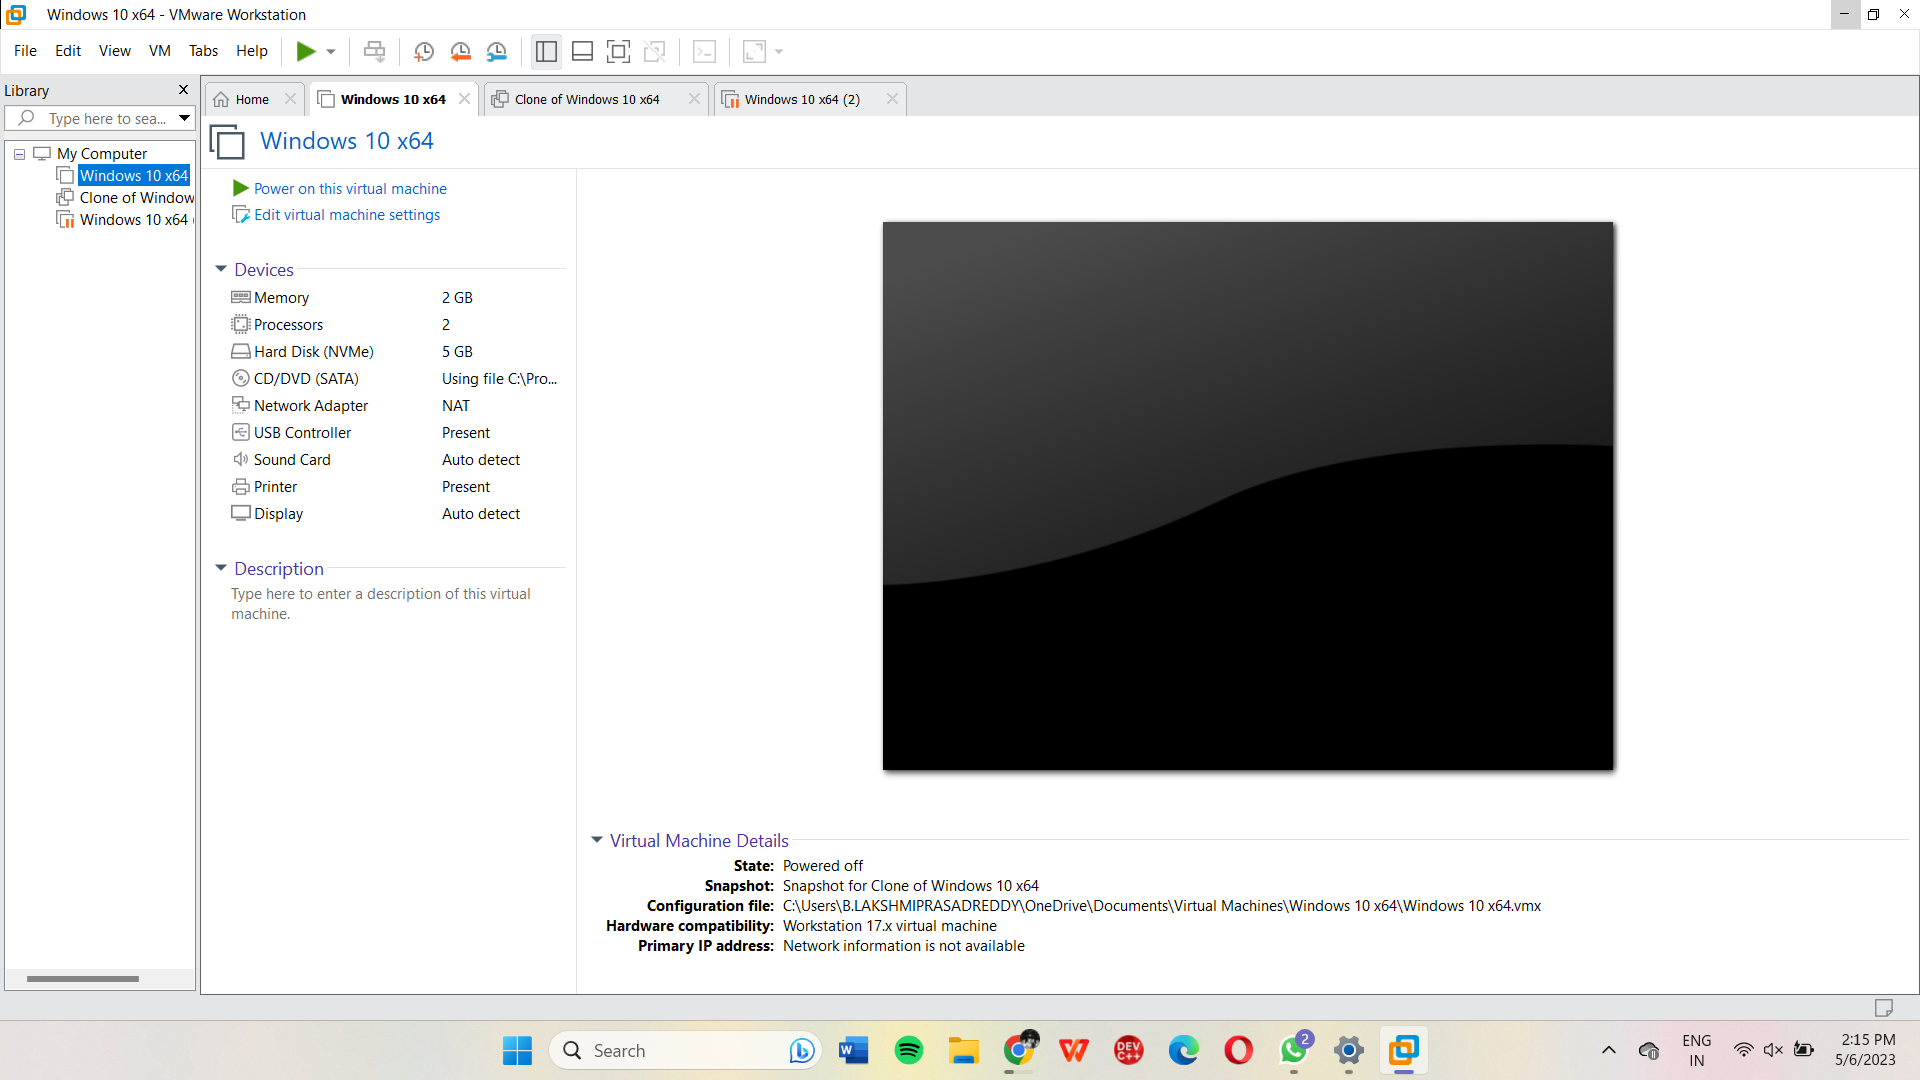 Windows 10 x64 - VMware Workstation
File Edit View VM Tabs Help
Library
Type here to sea...
My Computer
Windows 10 x64
Clone of Window
Windows 10 x64
Home
Windows 10 x64
Clone of Windows 10 x64
Windows 10 x64 (2)
Windows 10 x64
Power on this virtual machine
Edit virtual machine settings
Devices
Memory 2 GB
Processors 2
Hard Disk (NVMe) 5 GB
CD/DVD (SATA) Using file C:\Pro...
Network Adapter NAT
USB Controller Present
Sound Card Auto detect
Printer Present
Display Auto detect
Description
Type here to enter a description of this virtual
machine.
Virtual Machine Details
State: Powered off
Snapshot: Snapshot for Clone of Windows 10 x64
Configuration file: C:\Users\B.LAKSHMIPRASADREDDY\OneDrive\Documents\Virtual Machines\Windows 10 x64\Windows 10 x64.vmx
Hardware compatibility: Workstation 17.x virtual machine
Primary IP address: Network information is not available
Search
W
DEV
C++
2
ENG
IN
2:15 PM
5/6/2023